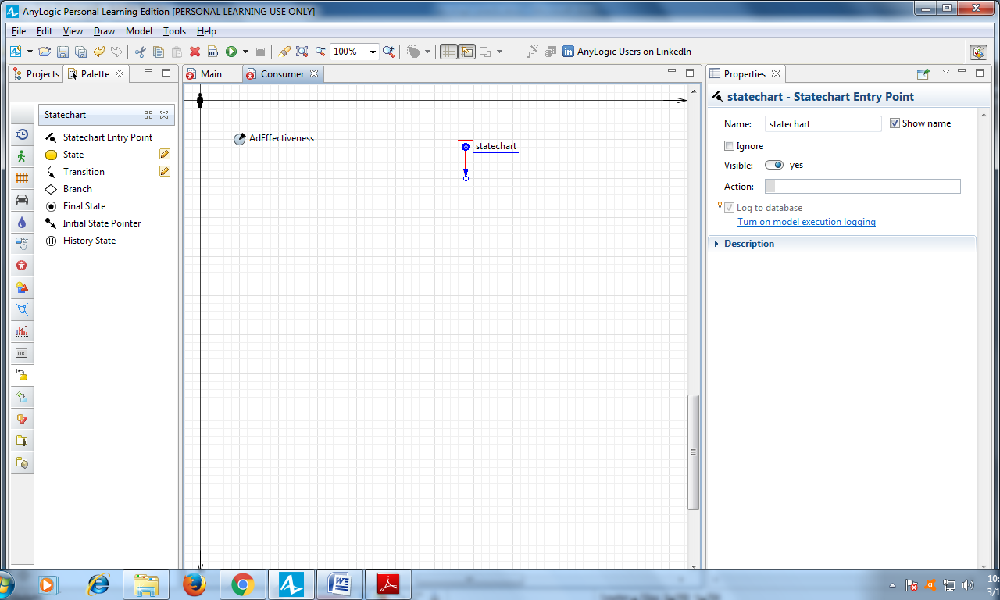 AnyLogic Personal Learning Edition [PERSONAL LEARNING USE ONLY]
File Edit View Draw Model Tools Help
100% AnyLogic Users on LinkedIn
Projects Palette Main Consumer Properties
Statechart
Statechart Entry Point
State
Transition
Branch
Final State
Initial State Pointer
History State
AdEffectiveness
statechart
statechart - Statechart Entry Point
Name: statechart Show name
Ignore
Visible: yes
Action:
Log to database
Turn on model execution logging
Description
10:
3/1